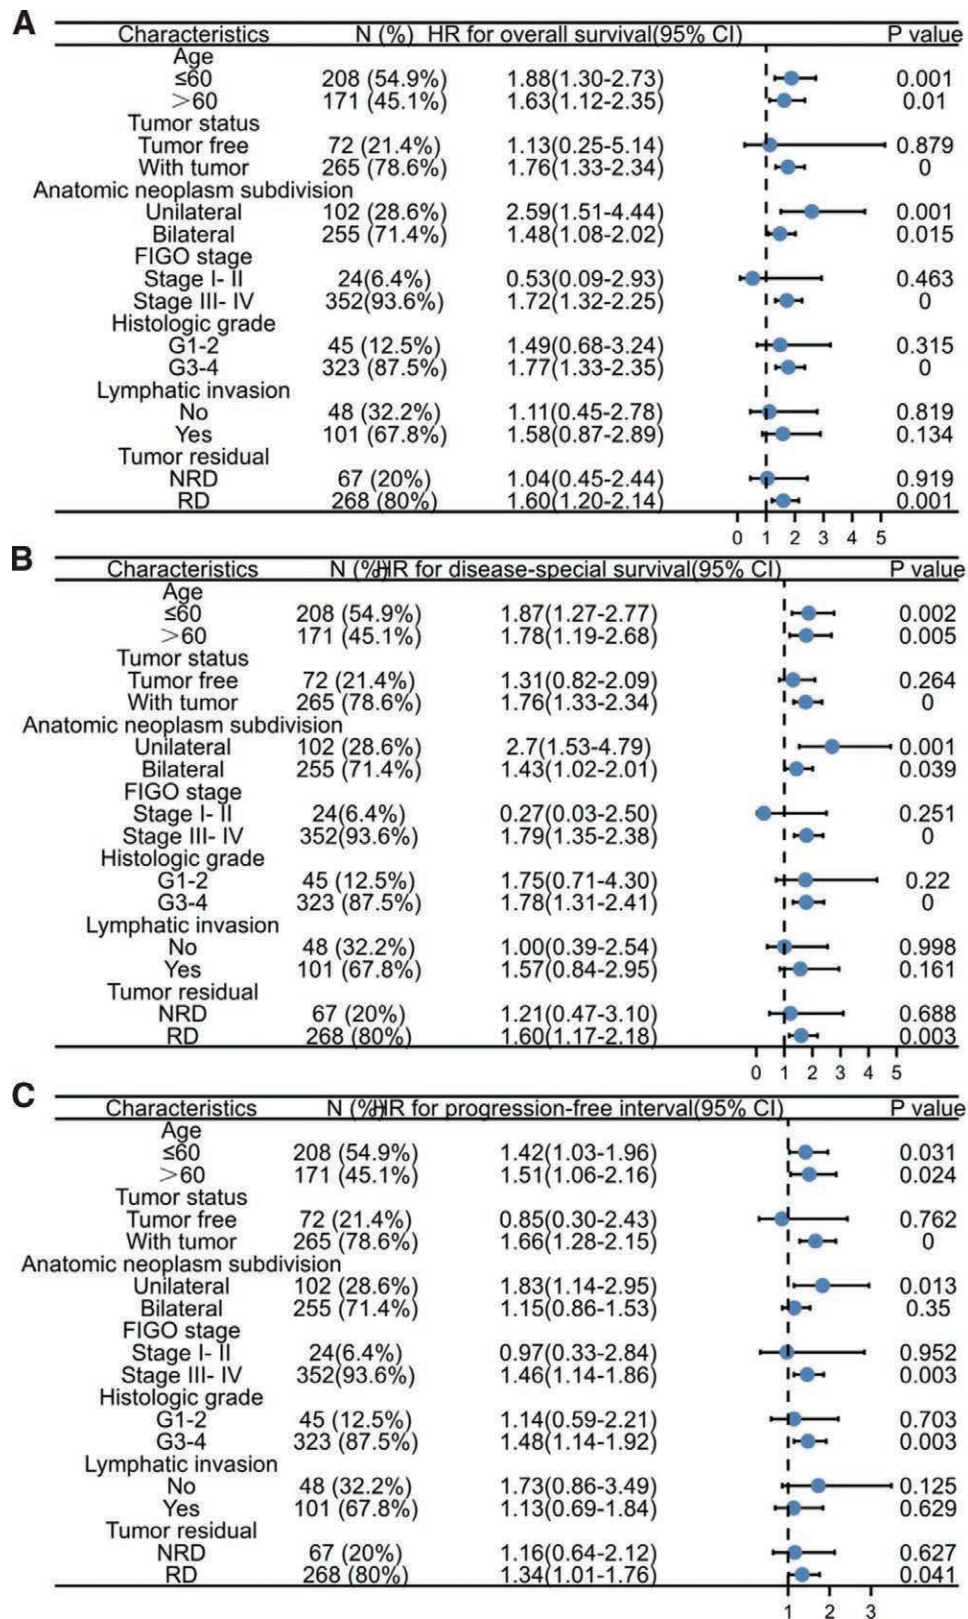 A
Characteristics N (%) HR for overall survival(95% CI) P value
Age
≤60 208 (54.9%) 1.88(1.30-2.73) 0.001
>60 171 (45.1%) 1.63(1.12-2.35) 0.01
Tumor status
Tumor free 72 (21.4%) 1.13(0.25-5.14) 0.879
With tumor 265 (78.6%) 1.76(1.33-2.34) 0
Anatomic neoplasm subdivision
Unilateral 102 (28.6%) 2.59(1.51-4.44) 0.001
Bilateral 255 (71.4%) 1.48(1.08-2.02) 0.015
FIGO stage
Stage I- II 24(6.4%) 0.53(0.09-2.93) 0.463
Stage III- IV 352(93.6%) 1.72(1.32-2.25) 0
Histologic grade
G1-2 45 (12.5%) 1.49(0.68-3.24) 0.315
G3-4 323 (87.5%) 1.77(1.33-2.35) 0
Lymphatic invasion
No 48 (32.2%) 1.11(0.45-2.78) 0.819
Yes 101 (67.8%) 1.58(0.87-2.89) 0.134
Tumor residual
NRD 67 (20%) 1.04(0.45-2.44) 0.919
RD 268 (80%) 1.60(1.20-2.14) 0.001
0 1 2 3 4 5
B
Characteristics N (%) HR for disease-special survival(95% CI) P value
Age
≤60 208 (54.9%) 1.87(1.27-2.77) 0.002
>60 171 (45.1%) 1.78(1.19-2.68) 0.005
Tumor status
Tumor free 72 (21.4%) 1.31(0.82-2.09) 0.264
With tumor 265 (78.6%) 1.76(1.33-2.34) 0
Anatomic neoplasm subdivision
Unilateral 102 (28.6%) 2.7(1.53-4.79) 0.001
Bilateral 255 (71.4%) 1.43(1.02-2.01) 0.039
FIGO stage
Stage I- II 24(6.4%) 0.27(0.03-2.50) 0.251
Stage III- IV 352(93.6%) 1.79(1.35-2.38) 0
Histologic grade
G1-2 45 (12.5%) 1.75(0.71-4.30) 0.22
G3-4 323 (87.5%) 1.78(1.31-2.41) 0
Lymphatic invasion
No 48 (32.2%) 1.00(0.39-2.54) 0.998
Yes 101 (67.8%) 1.57(0.84-2.95) 0.161
Tumor residual
NRD 67 (20%) 1.21(0.47-3.10) 0.688
RD 268 (80%) 1.60(1.17-2.18) 0.003
0 1 2 3 4 5
C
Characteristics N (%) HR for progression-free interval(95% CI) P value
Age
≤60 208 (54.9%) 1.42(1.03-1.96) 0.031
>60 171 (45.1%) 1.51(1.06-2.16) 0.024
Tumor status
Tumor free 72 (21.4%) 0.85(0.30-2.43) 0.762
With tumor 265 (78.6%) 1.66(1.28-2.15) 0
Anatomic neoplasm subdivision
Unilateral 102 (28.6%) 1.83(1.14-2.95) 0.013
Bilateral 255 (71.4%) 1.15(0.86-1.53) 0.35
FIGO stage
Stage I- II 24(6.4%) 0.97(0.33-2.84) 0.952
Stage III- IV 352(93.6%) 1.46(1.14-1.86) 0.003
Histologic grade
G1-2 45 (12.5%) 1.14(0.59-2.21) 0.703
G3-4 323 (87.5%) 1.48(1.14-1.92) 0.003
Lymphatic invasion
No 48 (32.2%) 1.73(0.86-3.49) 0.125
Yes 101 (67.8%) 1.13(0.69-1.84) 0.629
Tumor residual
NRD 67 (20%) 1.16(0.64-2.12) 0.627
RD 268 (80%) 1.34(1.01-1.76) 0.041
1 2 3